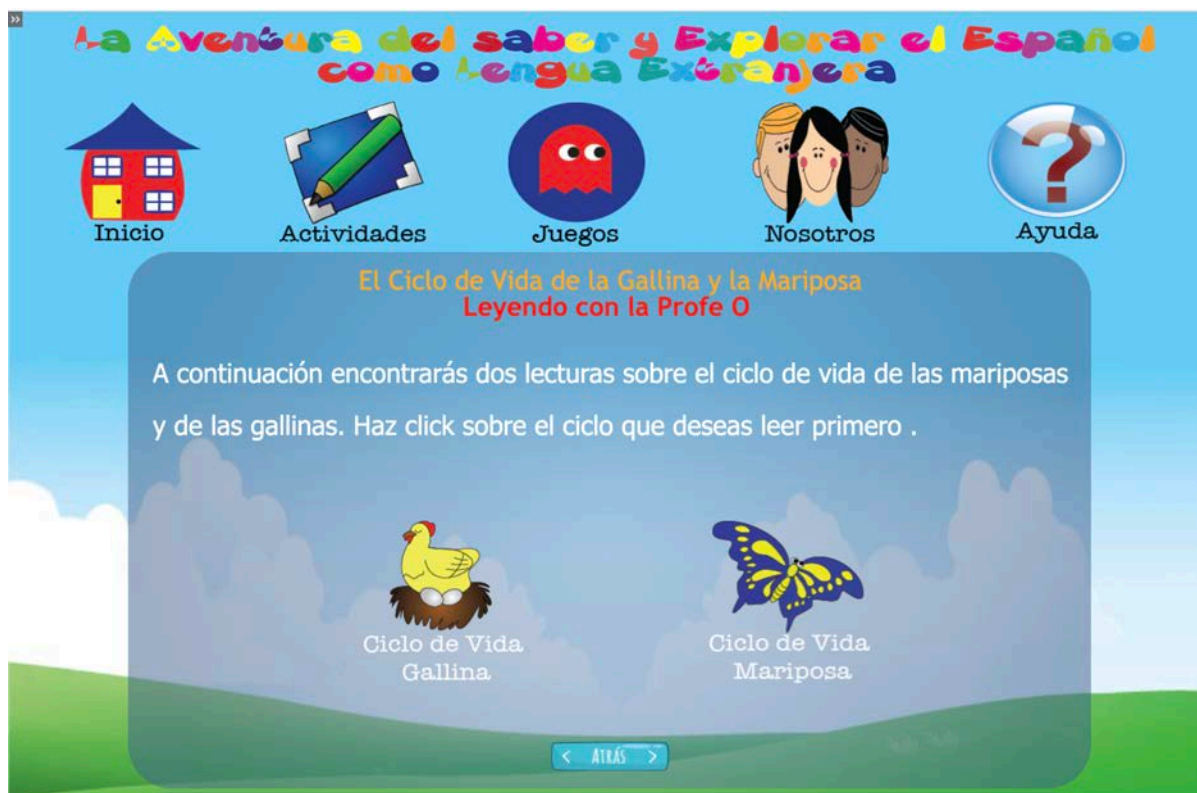 »
La Aventura del saber y Explorar el Español
como Lengua Extranjera
Inicio
Actividades
Juegos
Nosotros
Ayuda
El Ciclo de Vida de la Gallina y la Mariposa
Leyendo con la Profe O
A continuación encontrarás dos lecturas sobre el ciclo de vida de las mariposas
y de las gallinas. Haz click sobre el ciclo que deseas leer primero .
Ciclo de Vida
Gallina
Ciclo de Vida
Mariposa
< ATRÁS >